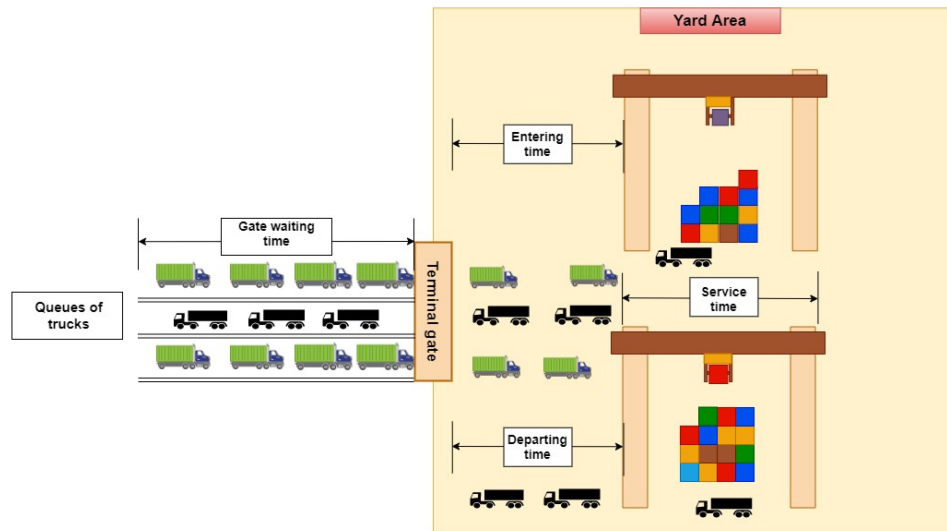 Yard Area
Entering
time
Gate waiting
time
Terminal gate
Queues of
trucks
Service
time
Departing
time